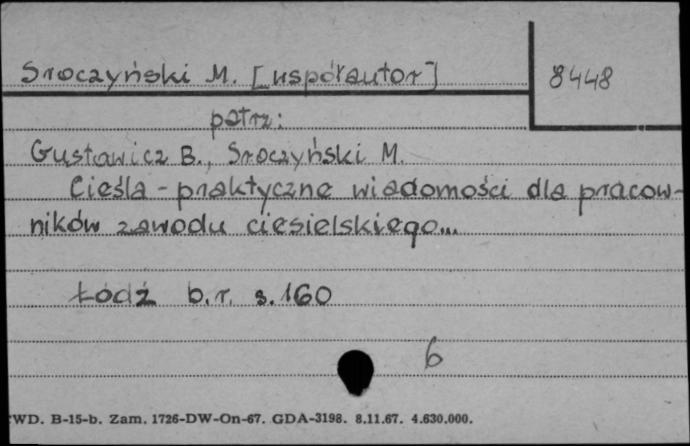 Sroczyński M. [współautor]
8448
patrz:
Gustawicz B., Sroczyński M.
Cieśla - praktyczne wiadomości dla pracow-
ników zawodu ciesielskiego...
Łódź b.r. s. 160
6
WD. B-15-b. Zam. 1726-DW-On-67. GDA-3198. 8.11.67. 4.630.000.